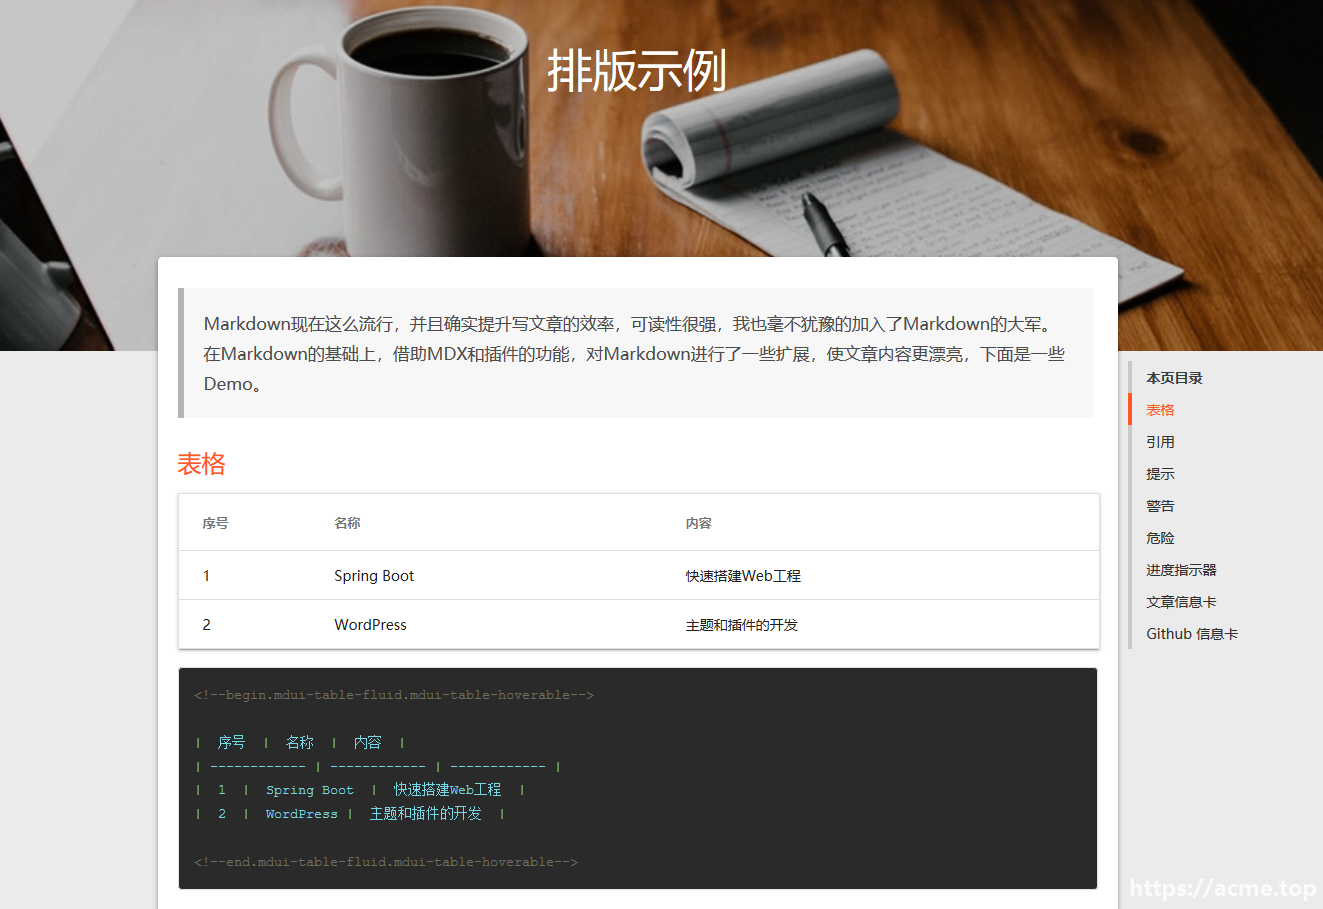 排版示例
Markdown现在这么流行，并且确实提升写文章的效率，可读性很强，我也毫不犹豫的加入了Markdown的大军。
在Markdown的基础上，借助MDX和插件的功能，对Markdown进行了一些扩展，使文章内容更漂亮，下面是一些
Demo。
表格
序号 名称 内容
1 Spring Boot 快速搭建Web工程
2 WordPress 主题和插件的开发
<!--begin.mdui-table-fluid.mdui-table-hoverable-->
| 序号 | 名称 | 内容 |
| ------------ | ------------ | ------------ |
| 1 | Spring Boot | 快速搭建Web工程 |
| 2 | WordPress | 主题和插件的开发 |
<!--end.mdui-table-fluid.mdui-table-hoverable-->
本页目录
表格
引用
提示
警告
危险
进度指示器
文章信息卡
Github 信息卡
https://acme.top